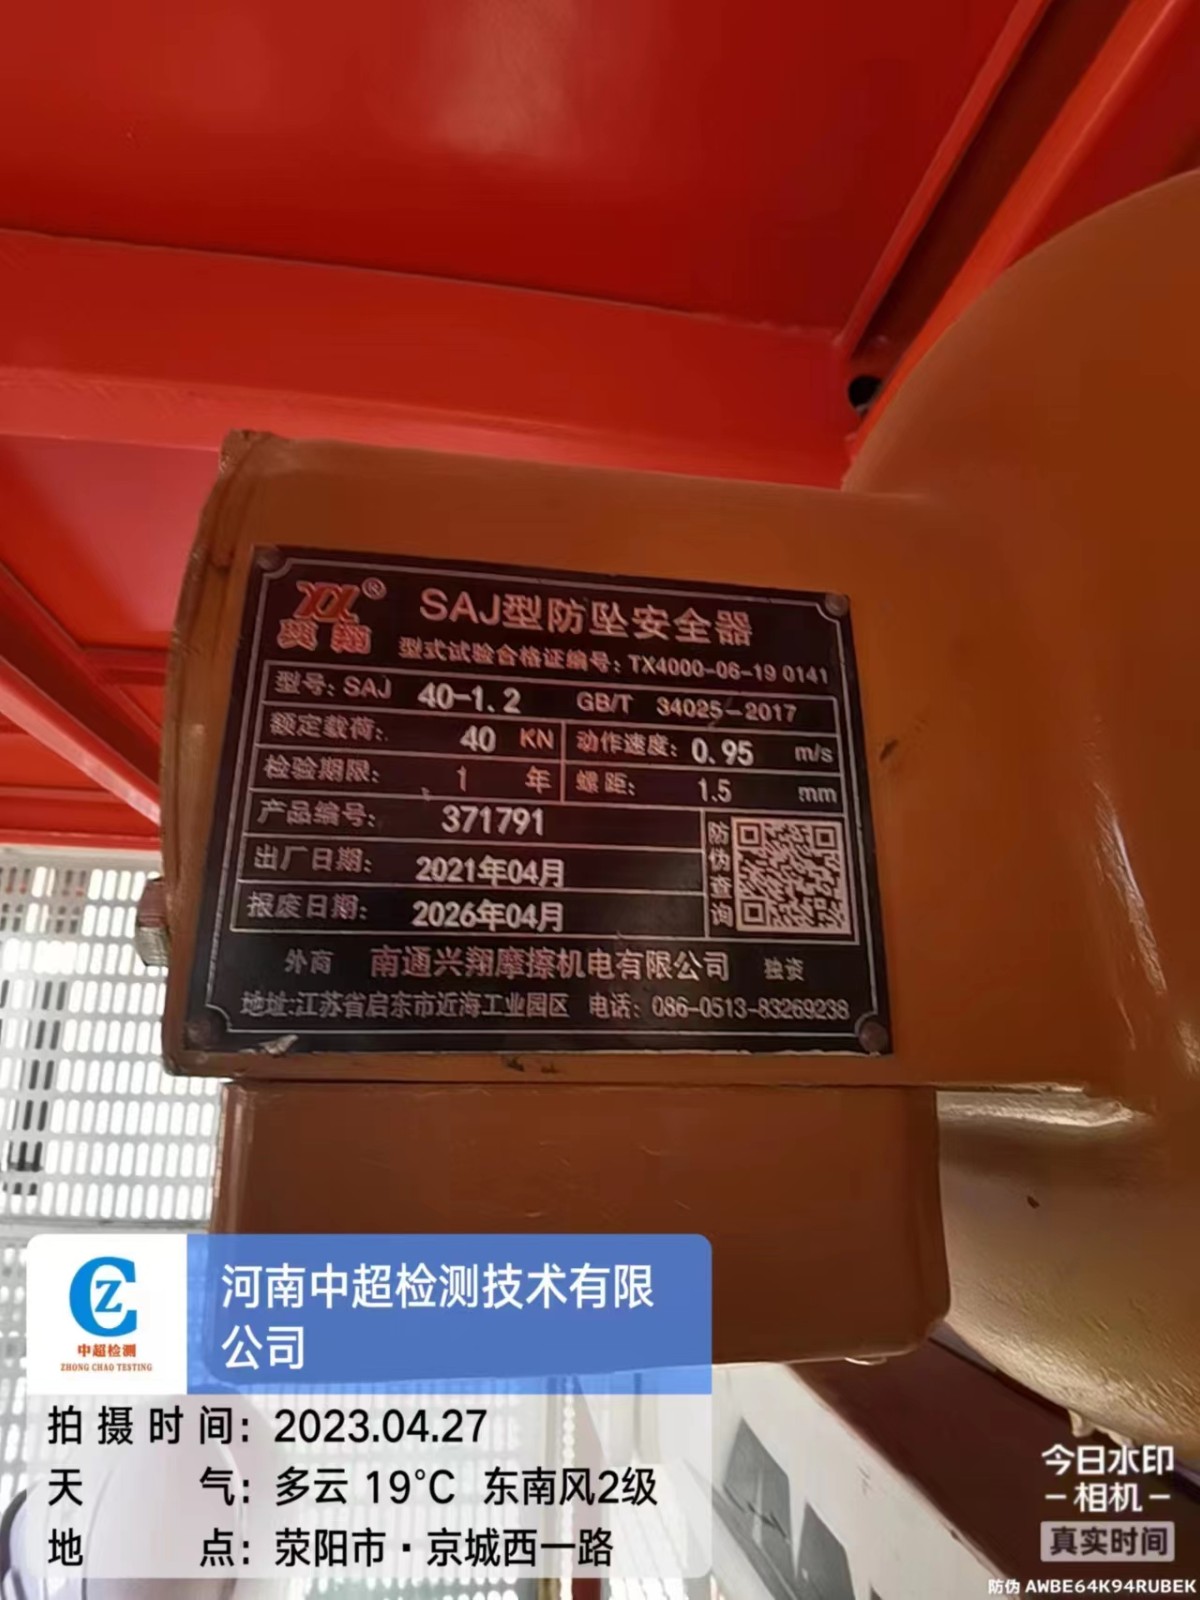 兴翔®
SAJ型防坠安全器
型式试验合格证编号：TX4000-06-19 0141
型号：SAJ 40-1.2 GB/T 34025-2017
额定载荷： 40 KN 动作速度：0.95 m/s
检验期限： 1 年 螺距： 1.5 mm
产品编号： 371791
出厂日期： 2021年04月
报废日期： 2026年04月
防伪查询
外商 南通兴翔摩擦机电有限公司 独资
地址:江苏省启东市近海工业园区 电话：086-0513-83269238
CZ
中超检测
ZHONG CHAO TESTING
河南中超检测技术有限
公司
拍摄时间：2023.04.27
天气：多云 19°C 东南风2级
地点：荥阳市·京城西一路
今日水印
-相机-
真实时间
防伪 AWBE64K94RUBEK